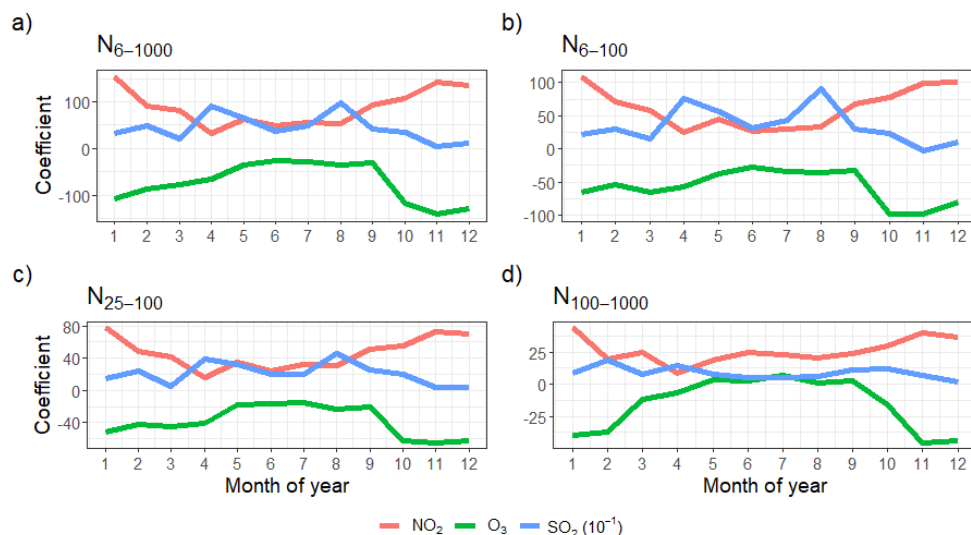 a)
N6–1000
Coefficient
100
0
-100
1 2 3 4 5 6 7 8 9 10 11 12
b)
N6–100
100
50
0
-50
-100
1 2 3 4 5 6 7 8 9 10 11 12
c)
N25–100
Coefficient
80
40
0
-40
1 2 3 4 5 6 7 8 9 10 11 12
Month of year
d)
N100–1000
25
0
-25
1 2 3 4 5 6 7 8 9 10 11 12
Month of year
NO2 O3 SO2 (10⁻¹)